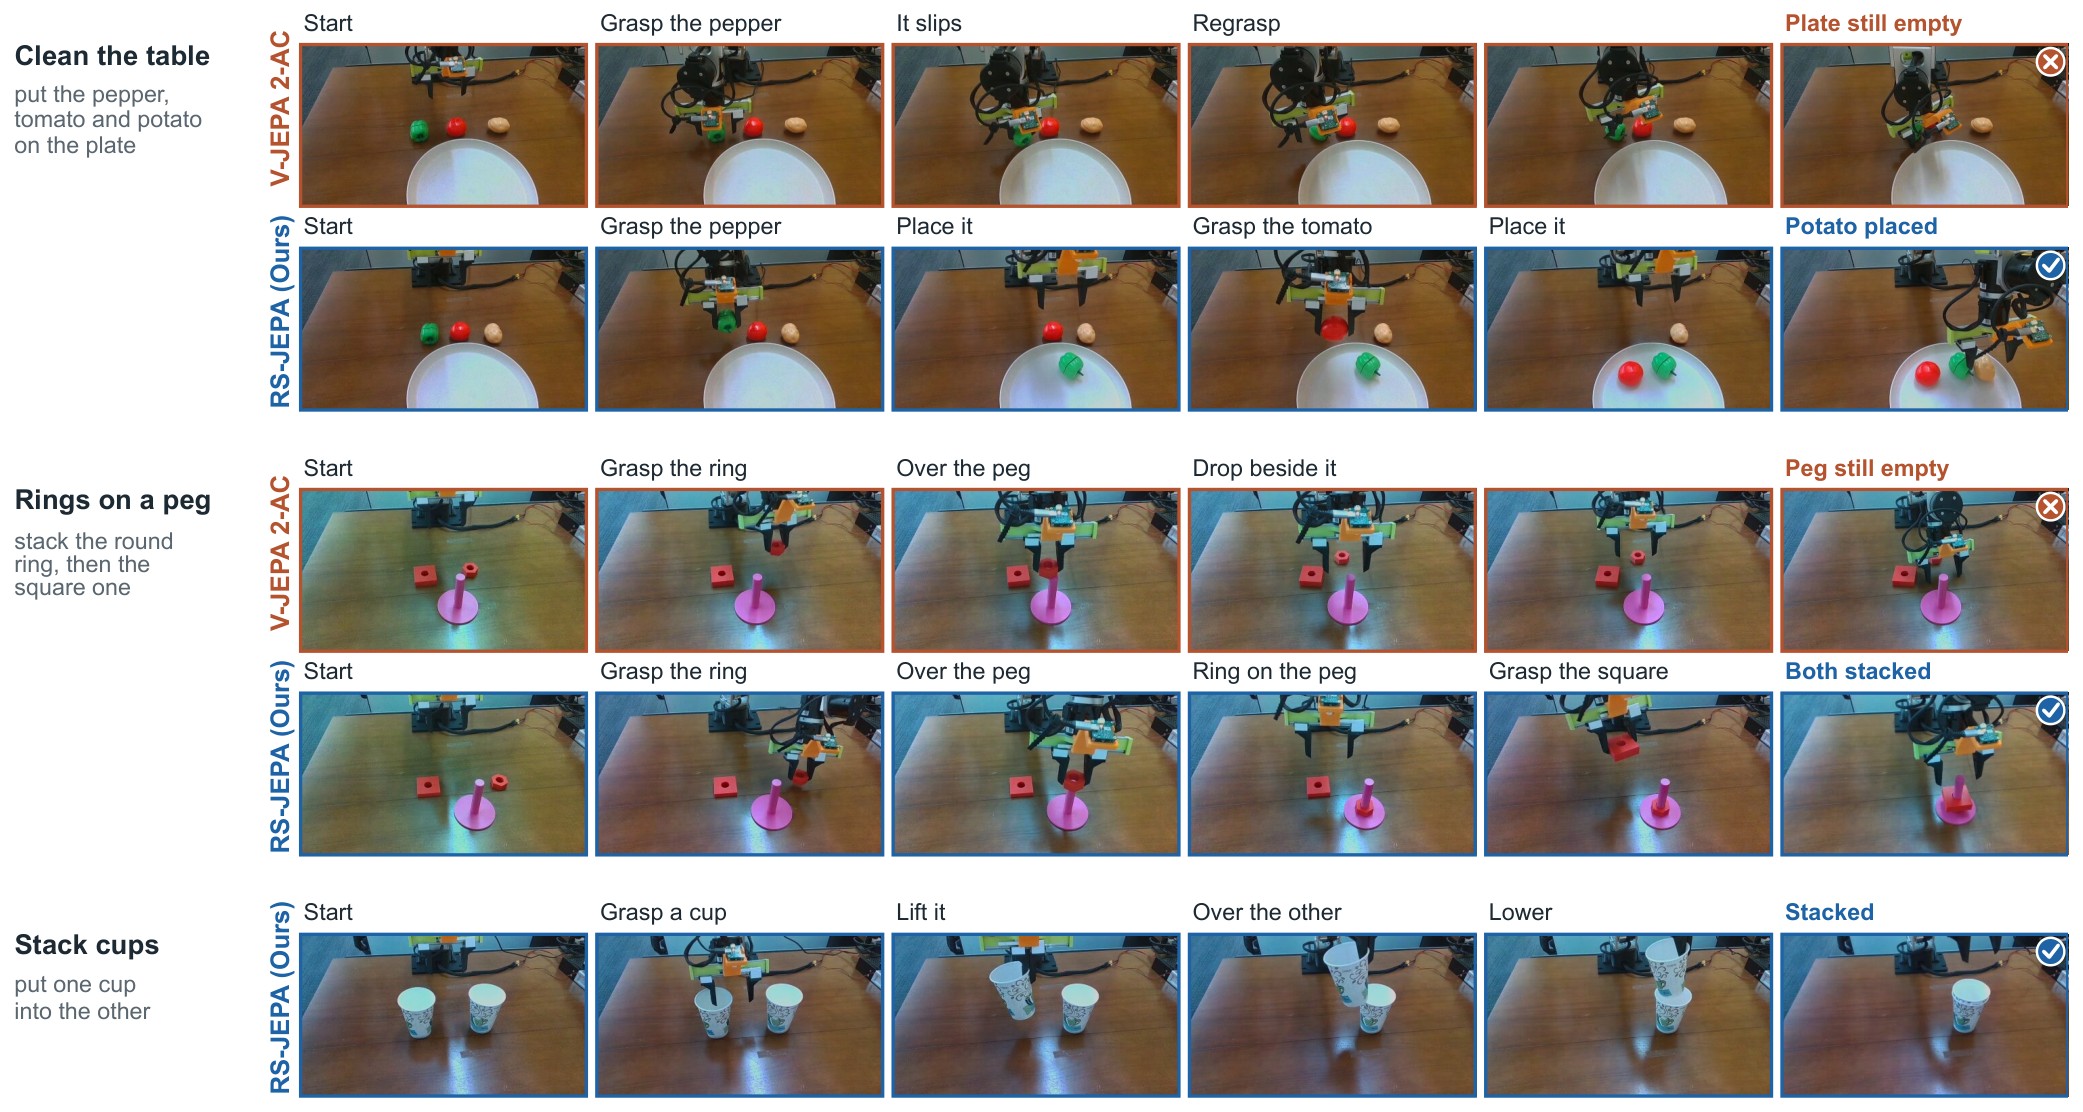 Clean the table
put the pepper,
tomato and potato
on the plate
V-JEPA 2-AC
Start
Grasp the pepper
It slips
Regrasp
Plate still empty
RS-JEPA (Ours)
Start
Grasp the pepper
Place it
Grasp the tomato
Place it
Potato placed
Rings on a peg
stack the round
ring, then the
square one
V-JEPA 2-AC
Start
Grasp the ring
Over the peg
Drop beside it
Peg still empty
RS-JEPA (Ours)
Start
Grasp the ring
Over the peg
Ring on the peg
Grasp the square
Both stacked
Stack cups
put one cup
into the other
RS-JEPA (Ours)
Start
Grasp a cup
Lift it
Over the other
Lower
Stacked